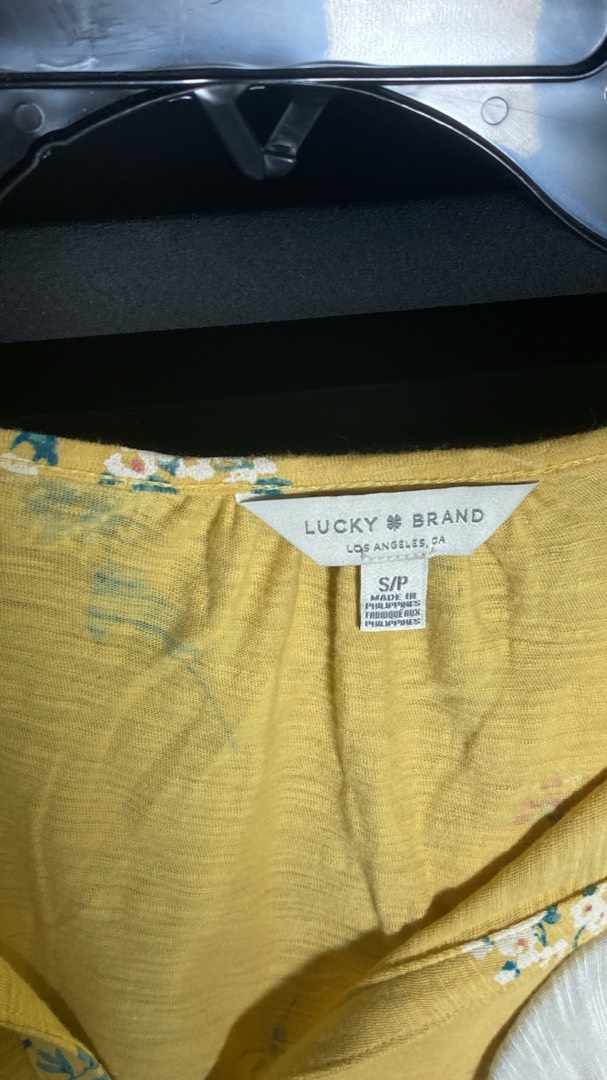 LUCKY BRAND
LOS ANGELES, CA
S/P
MADE IN
PHILIPPINES
FABRIQUÉ AUX
PHILIPPINES